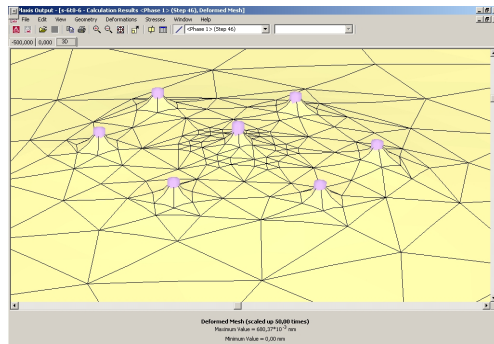 Plaxis Output - [s-6t8-6 - Calculation Results <Phase 1> (Step 46), Deformed Mesh]
File Edit View Geometry Deformations Stresses Window Help
<Phase 1> (Step 46)
-500,000 0,000 3D
Deformed Mesh (scaled up 50,00 times)
Maximum Value = 680,37*10-3 mm
Minimum Value = 0,00 mm